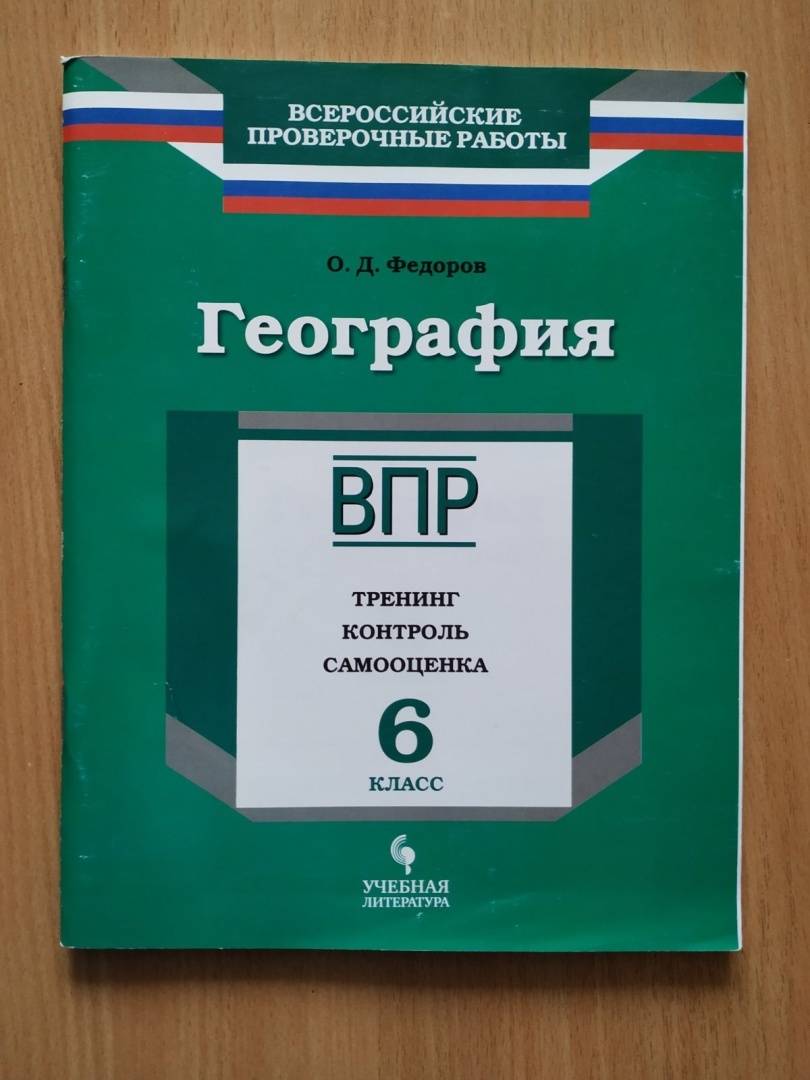 ВСЕРОССИЙСКИЕ
ПРОВЕРОЧНЫЕ РАБОТЫ
О. Д. Федоров
География
ВПР
ТРЕНИНГ
КОНТРОЛЬ
САМООЦЕНКА
6
КЛАСС
УЧЕБНАЯ
ЛИТЕРАТУРА